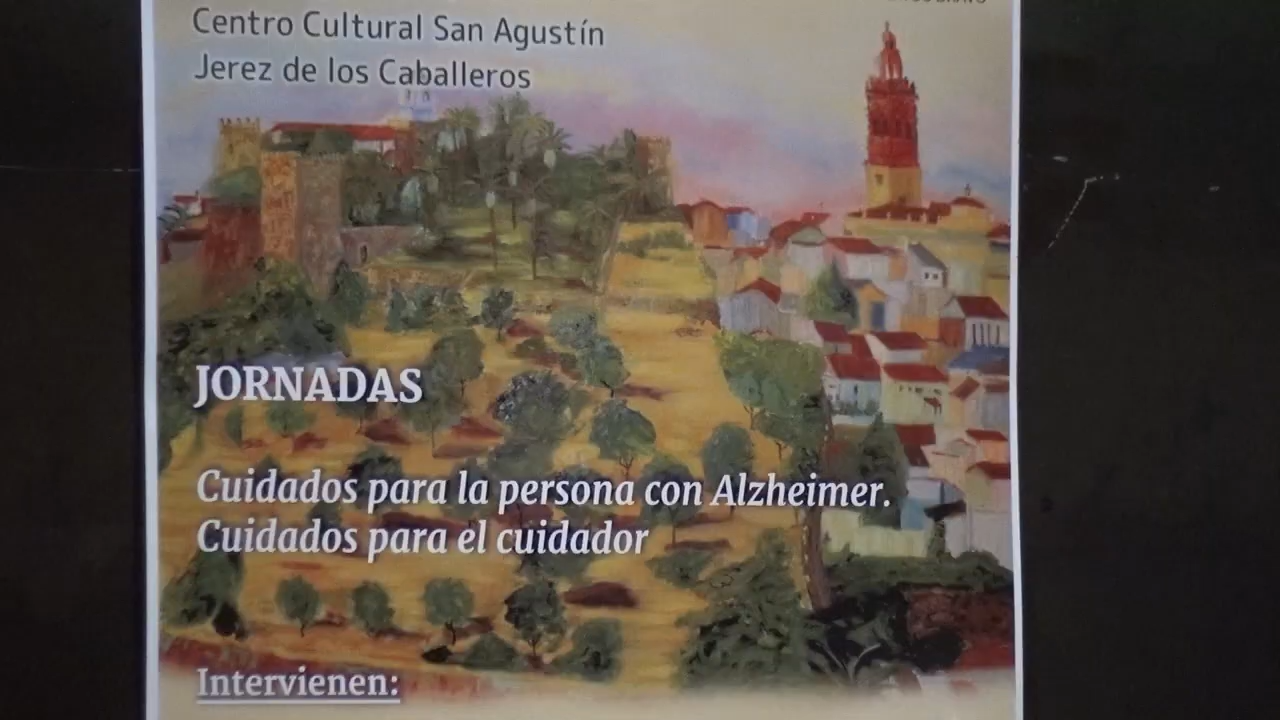 Centro Cultural San Agustín
Jerez de los Caballeros
JORNADAS
Cuidados para la persona con Alzheimer.
Cuidados para el cuidador
Intervienen: